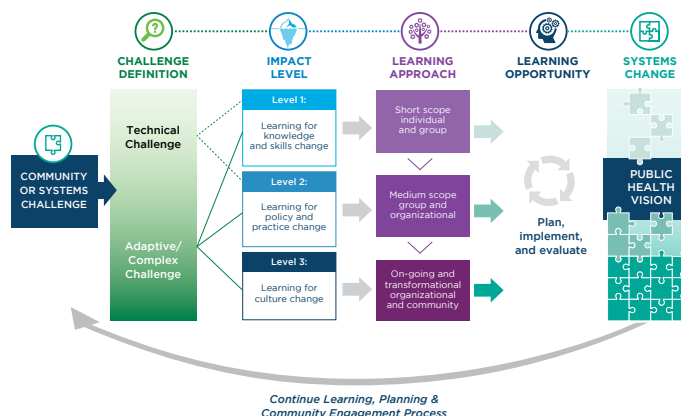 CHALLENGE
DEFINITION
IMPACT
LEVEL
LEARNING
APPROACH
LEARNING
OPPORTUNITY
SYSTEMS
CHANGE
COMMUNITY
OR SYSTEMS
CHALLENGE
Technical
Challenge
Adaptive/
Complex
Challenge
Level 1:
Learning for
knowledge
and skills change
Level 2:
Learning for
policy and
practice change
Level 3:
Learning for
culture change
Short scope
individual
and group
Medium scope
group and
organizational
On-going and
transformational
organizational
and community
Plan,
implement,
and evaluate
PUBLIC
HEALTH
VISION
Continue Learning, Planning &
Community Engagement Process